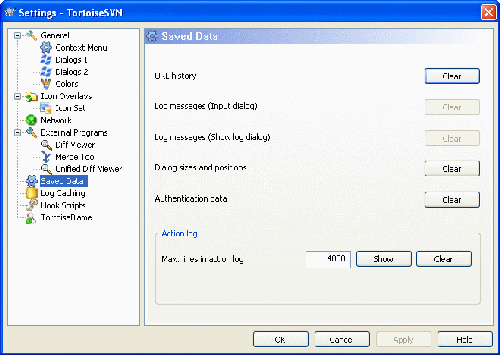 Settings - TortoiseSVN
General
Context Menu
Dialogs 1
Dialogs 2
Colors
Icon Overlays
Icon Set
Network
External Programs
Diff Viewer
Merge Tool
Unified Diff Viewer
Saved Data
Log Caching
Hook Scripts
TortoiseBlame
Saved Data
URL history
Clear
Log messages (Input dialog)
Clear
Log messages (Show log dialog)
Clear
Dialog sizes and positions
Clear
Authentication data
Clear
Action log
Max. lines in action log
4000
Show
Clear
OK
Cancel
Apply
Help